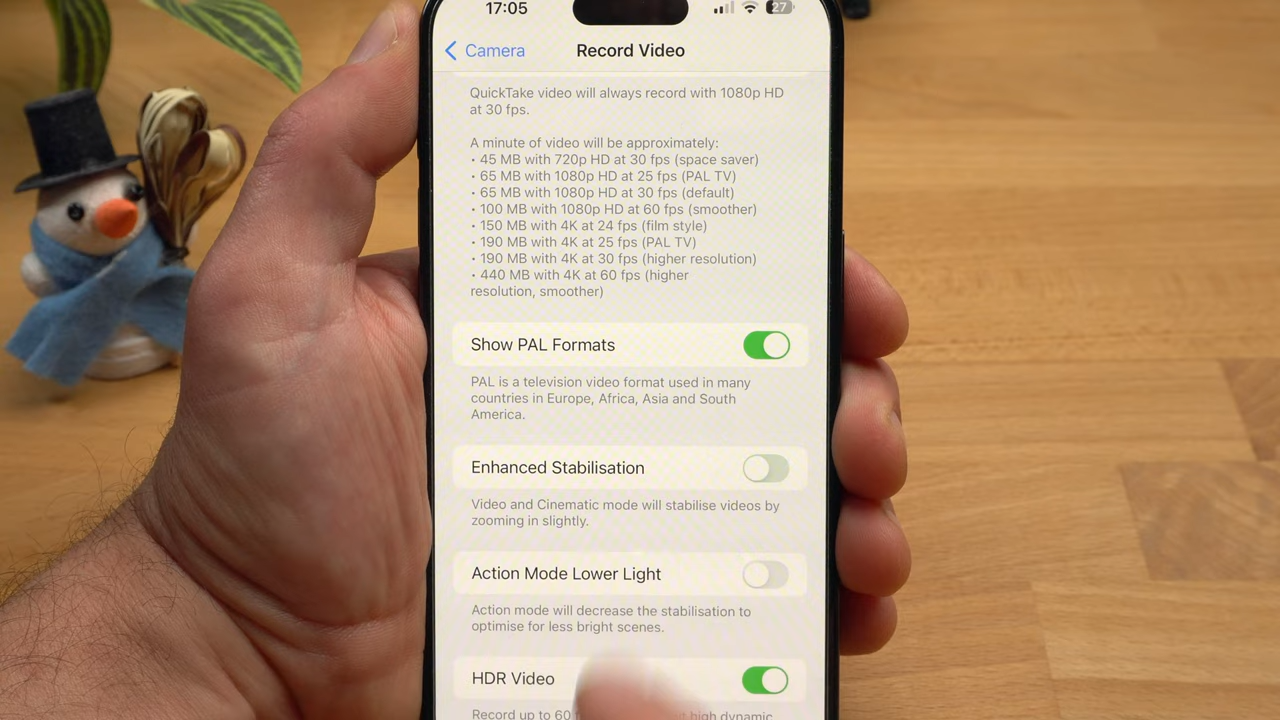 17:05
27
Camera
Record Video
QuickTake video will always record with 1080p HD
at 30 fps.
A minute of video will be approximately:
• 45 MB with 720p HD at 30 fps (space saver)
• 65 MB with 1080p HD at 25 fps (PAL TV)
• 65 MB with 1080p HD at 30 fps (default)
• 100 MB with 1080p HD at 60 fps (smoother)
• 150 MB with 4K at 24 fps (film style)
• 190 MB with 4K at 25 fps (PAL TV)
• 190 MB with 4K at 30 fps (higher resolution)
• 440 MB with 4K at 60 fps (higher
resolution, smoother)
Show PAL Formats
PAL is a television video format used in many
countries in Europe, Africa, Asia and South
America.
Enhanced Stabilisation
Video and Cinematic mode will stabilise videos by
zooming in slightly.
Action Mode Lower Light
Action mode will decrease the stabilisation to
optimise for less bright scenes.
HDR Video
Record up to 60 high dynamic